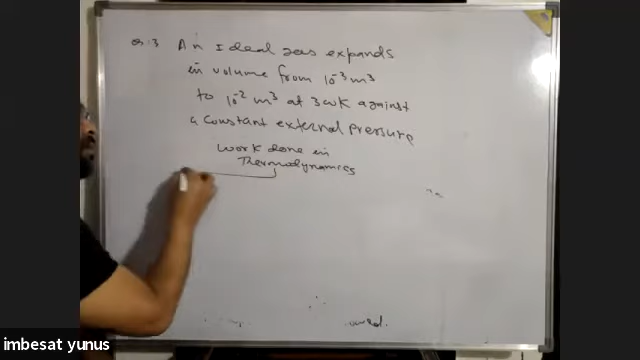 Q.3 An Ideal gas expands
in volume from 10⁻³ m³
to 10⁻² m³ at 300K against
a constant external Pressure
work done in
Thermodynamics
imbesat yunus